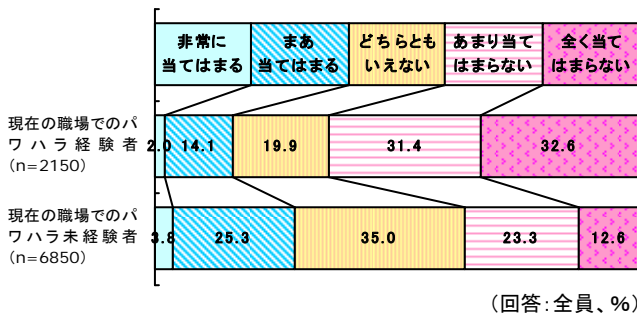 非常に
当てはまる
まあ
当てはまる
どちらとも
いえない
あまり当て
はまらない
全く当て
はまらない
現在の職場でのパ
ワハラ経験者
(n=2150)
2.0 14.1 19.9 31.4 32.6
現在の職場でのパ
ワハラ未経験者
(n=6850)
3.8 25.3 35.0 23.3 12.6
(回答:全員、%)